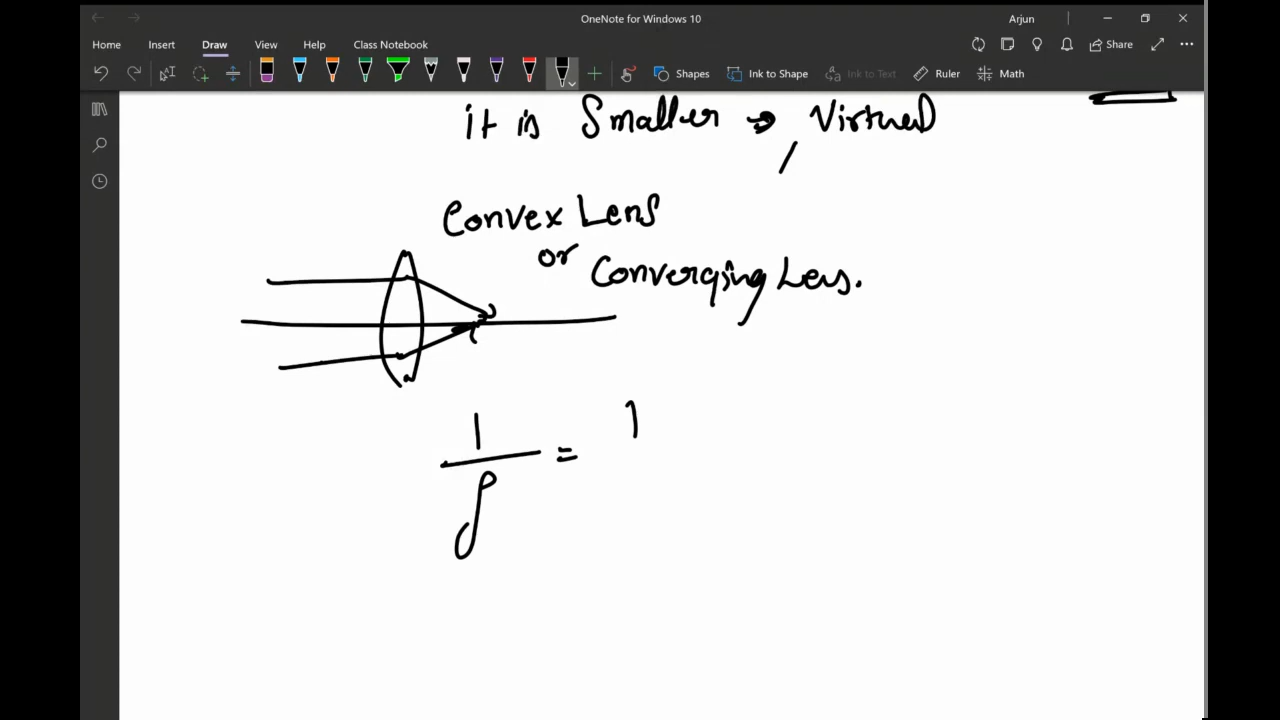 OneNote for Windows 10
Arjun
Home Insert Draw View Help Class Notebook
Share
Shapes Ink to Shape Ink to Text Ruler Math
it is Smaller → Virtual
Convex Lens
or
Converging Lens.
1
f = 1